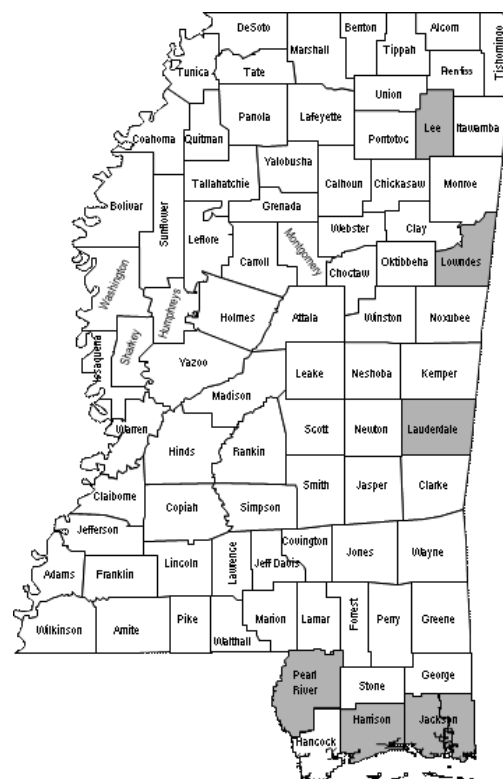 DeSoto
Benton
Alcorn
Marshall
Tippah
Tishomingo
Tunica
Tate
Prentiss
Union
Panola
Lafeyette
Lee
Itawamba
Coahoma
Quitman
Pontotoc
Yalobusha
Tallahatchie
Calhoun
Chickasaw
Monroe
Bolivar
Sunflower
Grenada
Leflore
Montgomery
Webster
Clay
Carroll
Choctaw
Oktibbeha
Lowndes
Washington
Humphreys
Holmes
Attala
Winston
Noxubee
Sharkey
Issaquena
Yazoo
Leake
Neshoba
Kemper
Madison
Warren
Scott
Newton
Lauderdale
Hinds
Rankin
Claiborne
Smith
Jasper
Clarke
Copiah
Simpson
Jefferson
Covington
Lincoln
Lawrence
Jeff Davis
Jones
Wayne
Adams
Franklin
Wilkinson
Amite
Pike
Walthall
Marion
Lamar
Forrest
Perry
Greene
Pearl
River
Stone
George
Harrison
Jackson
Hancock